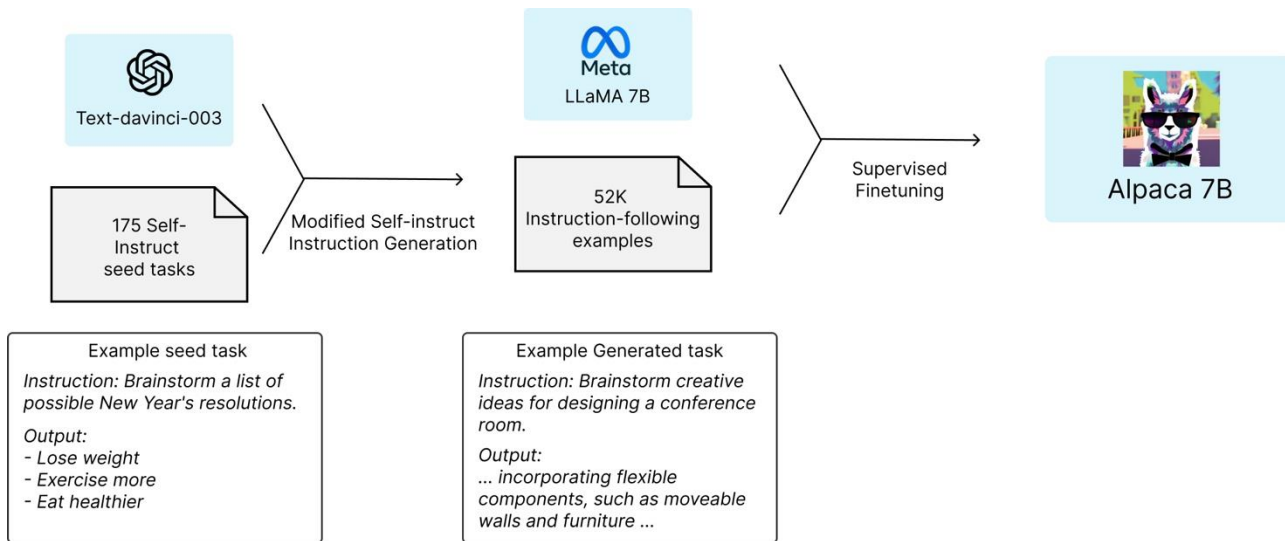 Text-davinci-003
175 Self-
Instruct
seed tasks
Modified Self-instruct
Instruction Generation
Meta
LLaMA 7B
52K
Instruction-following
examples
Supervised
Finetuning
Alpaca 7B
Example seed task
Instruction: Brainstorm a list of
possible New Year's resolutions.
Output:
- Lose weight
- Exercise more
- Eat healthier
Example Generated task
Instruction: Brainstorm creative
ideas for designing a conference
room.
Output:
... incorporating flexible
components, such as moveable
walls and furniture ...